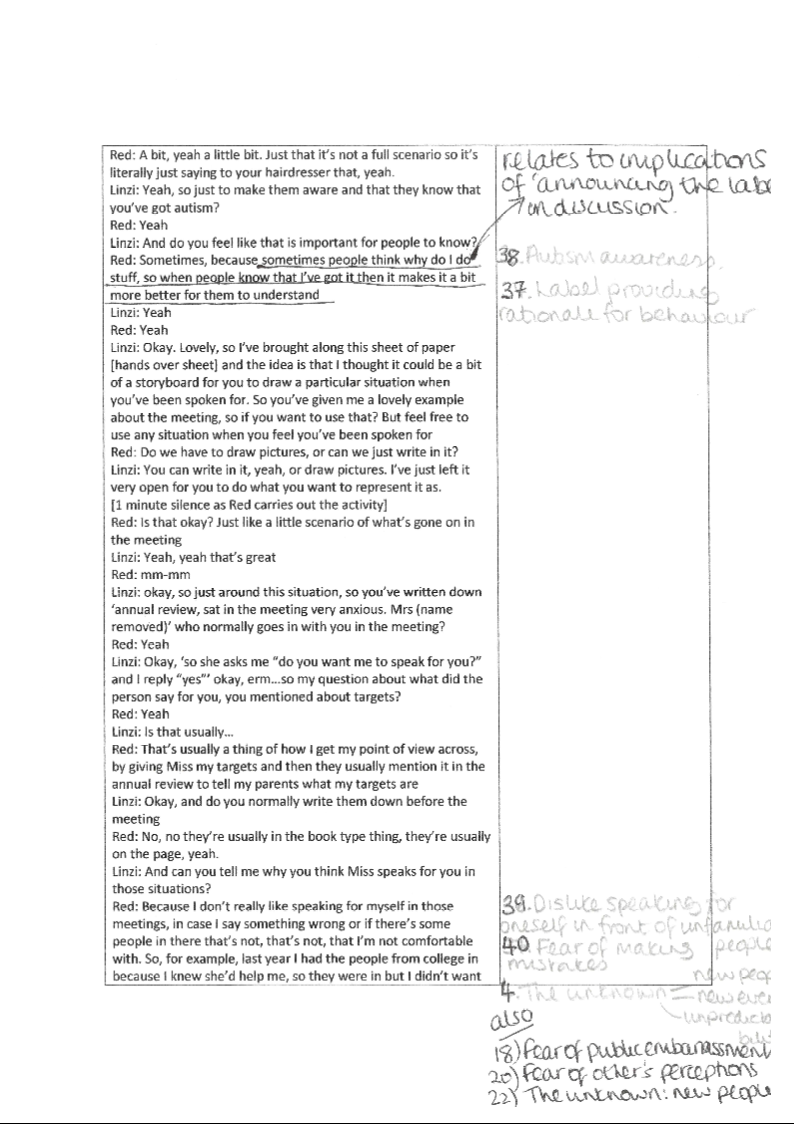 Red: A bit, yeah a little bit. Just that it's not a full scenario so it's
literally just saying to your hairdresser that, yeah.
Linzi: Yeah, so just to make them aware and that they know that
you've got autism?
Red: Yeah
Linzi: And do you feel like that is important for people to know?
Red: Sometimes, because sometimes people think why do I do
stuff, so when people know that I've got it then it makes it a bit
more better for them to understand
Linzi: Yeah
Red: Yeah
Linzi: Okay. Lovely, so I've brought along this sheet of paper
[hands over sheet] and the idea is that I thought it could be a bit
of a storyboard for you to draw a particular situation when
you've been spoken for. So you've given me a lovely example
about the meeting, so if you want to use that? But feel free to
use any situation when you feel you've been spoken for
Red: Do we have to draw pictures, or can we just write in it?
Linzi: You can write in it, yeah, or draw pictures. I've just left it
very open for you to do what you want to represent it as.
[1 minute silence as Red carries out the activity]
Red: Is that okay? Just like a little scenario of what's gone on in
the meeting
Linzi: Yeah, yeah that's great
Red: mm-mm
Linzi: okay, so just around this situation, so you've written down
'annual review, sat in the meeting very anxious. Mrs (name
removed)' who normally goes in with you in the meeting?
Red: Yeah
Linzi: Okay, 'so she asks me "do you want me to speak for you?"
and I reply "yes"' okay, erm...so my question about what did the
person say for you, you mentioned about targets?
Red: Yeah
Linzi: Is that usually...
Red: That's usually a thing of how I get my point of view across,
by giving Miss my targets and then they usually mention it in the
annual review to tell my parents what my targets are
Linzi: Okay, and do you normally write them down before the
meeting
Red: No, no they're usually in the book type thing, they're usually
on the page, yeah.
Linzi: And can you tell me why you think Miss speaks for you in
those situations?
Red: Because I don't really like speaking for myself in those
meetings, in case I say something wrong or if there's some
people in there that's not, that's not, that I'm not comfortable
with. So, for example, last year I had the people from college in
because I knew she'd help me, so they were in but I didn't want
relates to implications
of 'announcing the labe
in discussion.
38. Autism awareness.
37. Label providing
rationale for behaviour
39. Dislike speaking for
oneself in front of unfamilia
people
40. Fear of making
mistakes
4. The unknown = new peop
new even
unpredicta
bility
also
18) Fear of public embarrassment
20) Fear of other's perceptions
22) The unknown: new people